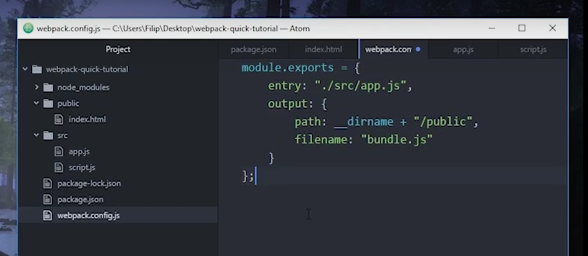 webpack.config.js — C:\Users\Filip\Desktop\webpack-quick-tutorial — Atom
Project
package.json
index.html
webpack.con
app.js
script.js
webpack-quick-tutorial
node_modules
public
index.html
src
app.js
script.js
package-lock.json
package.json
webpack.config.js
module.exports = {
entry: "./src/app.js",
output: {
path: __dirname + "/public",
filename: "bundle.js"
}
};